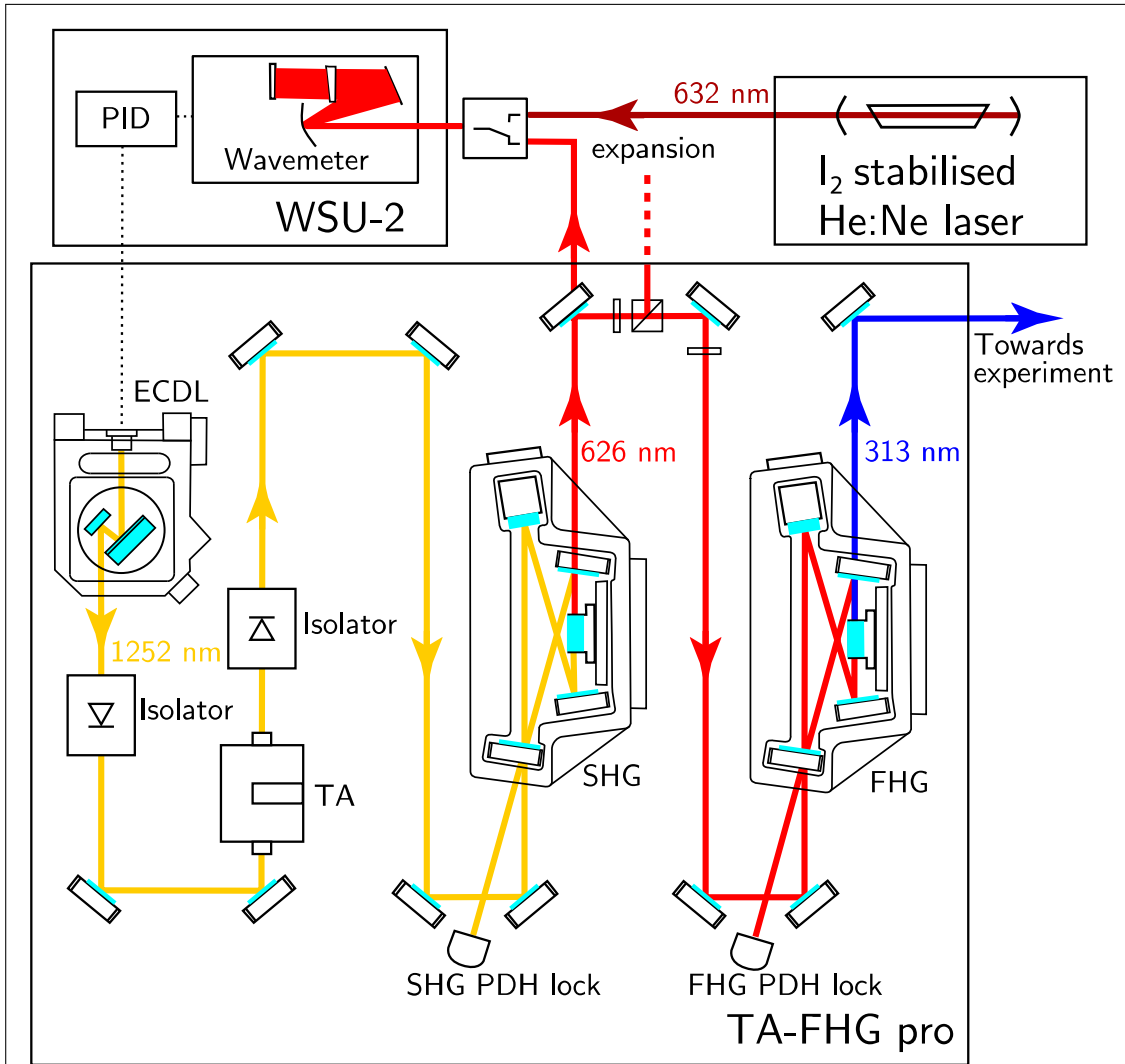 632 nm
PID
expansion
Wavemeter
I₂ stabilised
He:Ne laser
WSU-2
Towards
experiment
ECDL
626 nm
313 nm
Isolator
1252 nm
Isolator
SHG
FHG
TA
SHG PDH lock
FHG PDH lock
TA-FHG pro